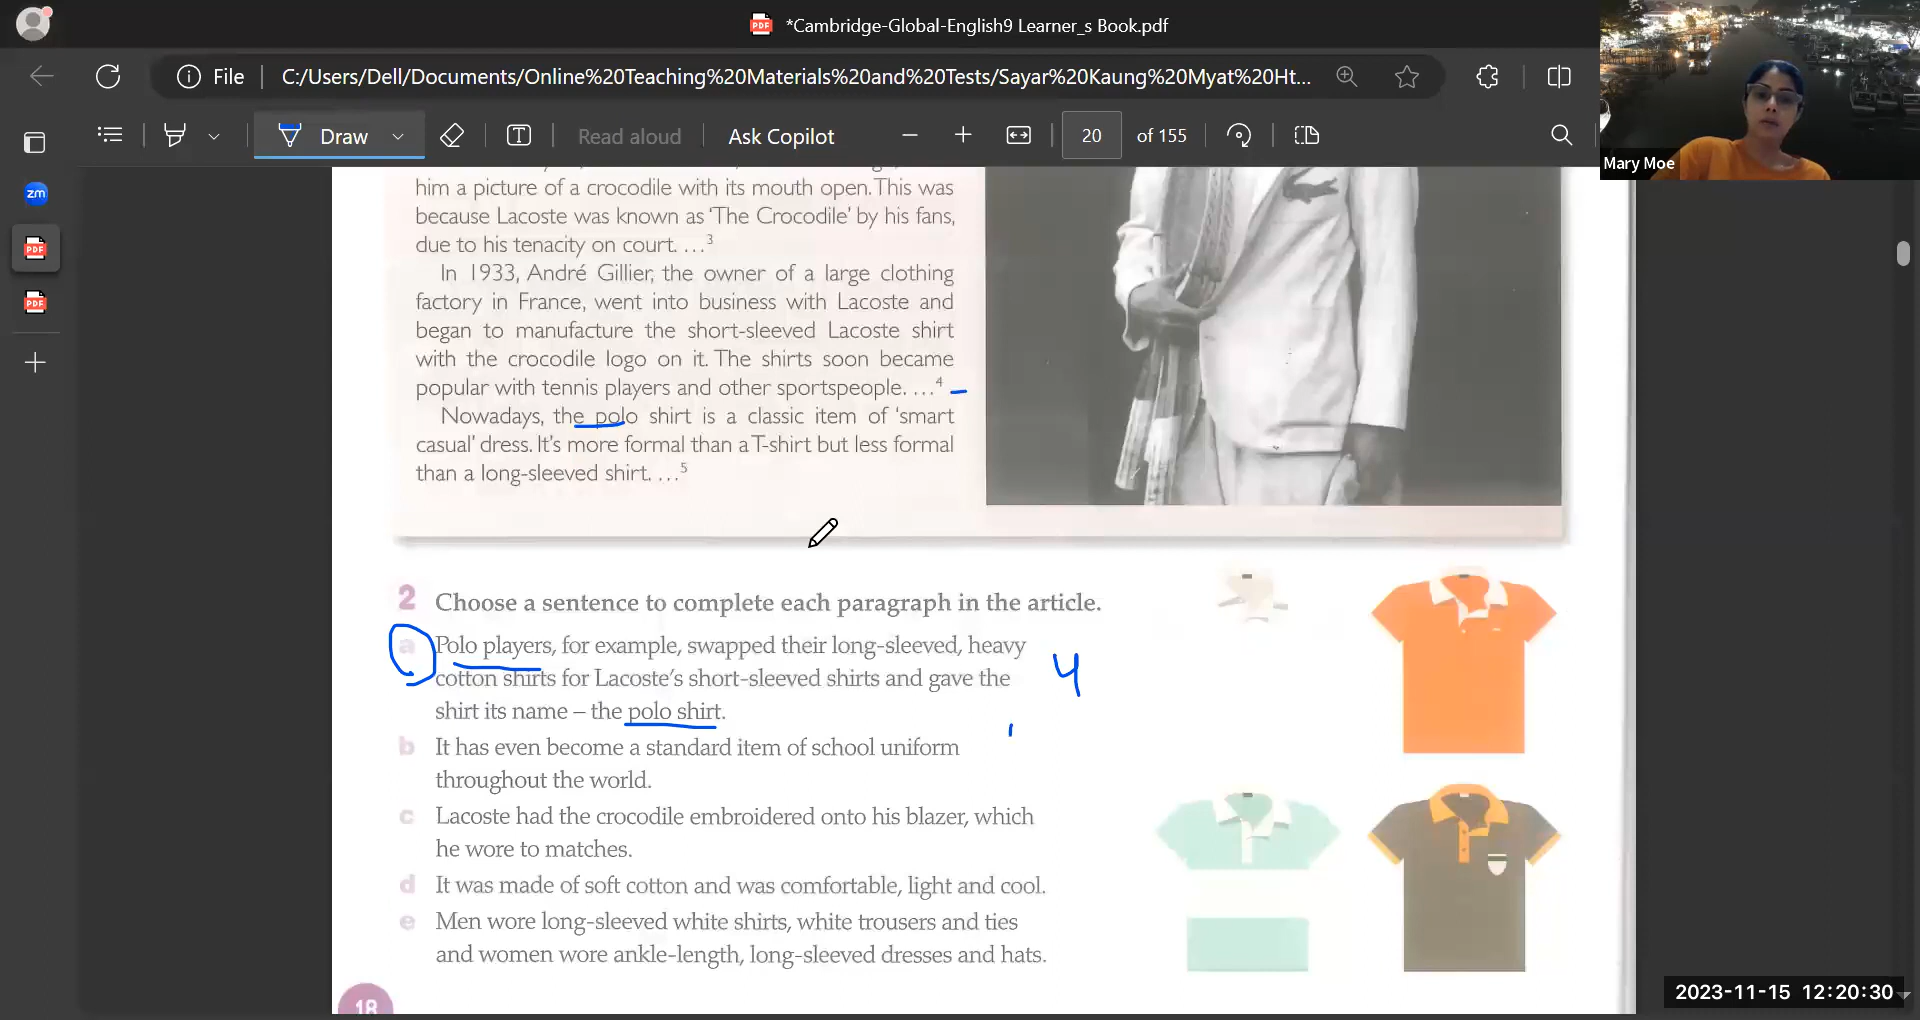 *Cambridge-Global-English9 Learner_s Book.pdf
File
C:/Users/Dell/Documents/Online%20Teaching%20Materials%20and%20Tests/Sayar%20Kaung%20Myat%20Ht...
Draw
Read aloud
Ask Copilot
20
of 155
Mary Moe
zm
PDF
PDF
him a picture of a crocodile with its mouth open. This was
because Lacoste was known as 'The Crocodile' by his fans,
due to his tenacity on court. ...3
In 1933, André Gillier, the owner of a large clothing
factory in France, went into business with Lacoste and
began to manufacture the short-sleeved Lacoste shirt
with the crocodile logo on it. The shirts soon became
popular with tennis players and other sportspeople. ...4
Nowadays, the polo shirt is a classic item of 'smart
casual' dress. It's more formal than a T-shirt but less formal
than a long-sleeved shirt. ...5
2 Choose a sentence to complete each paragraph in the article.
a Polo players, for example, swapped their long-sleeved, heavy
cotton shirts for Lacoste's short-sleeved shirts and gave the
shirt its name – the polo shirt.
4
b It has even become a standard item of school uniform
throughout the world.
c Lacoste had the crocodile embroidered onto his blazer, which
he wore to matches.
d It was made of soft cotton and was comfortable, light and cool.
e Men wore long-sleeved white shirts, white trousers and ties
and women wore ankle-length, long-sleeved dresses and hats.
18
2023-11-15 12:20:30